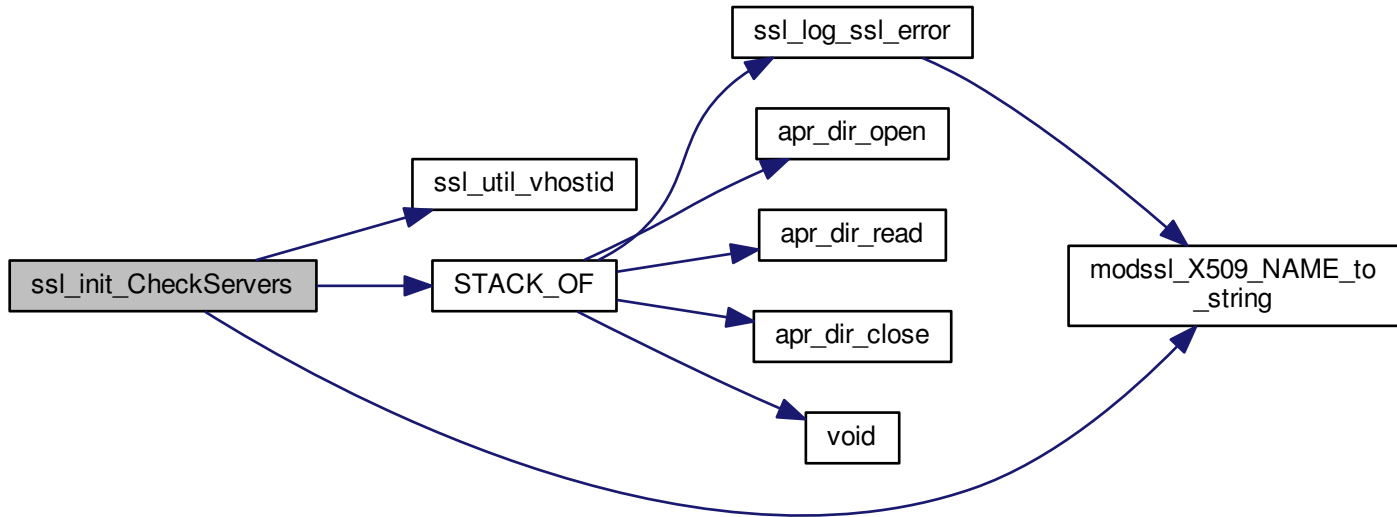 ssl_log_ssl_error
apr_dir_open
ssl_util_vhostid
apr_dir_read
ssl_init_CheckServers
STACK_OF
modssl_X509_NAME_to
_string
apr_dir_close
void